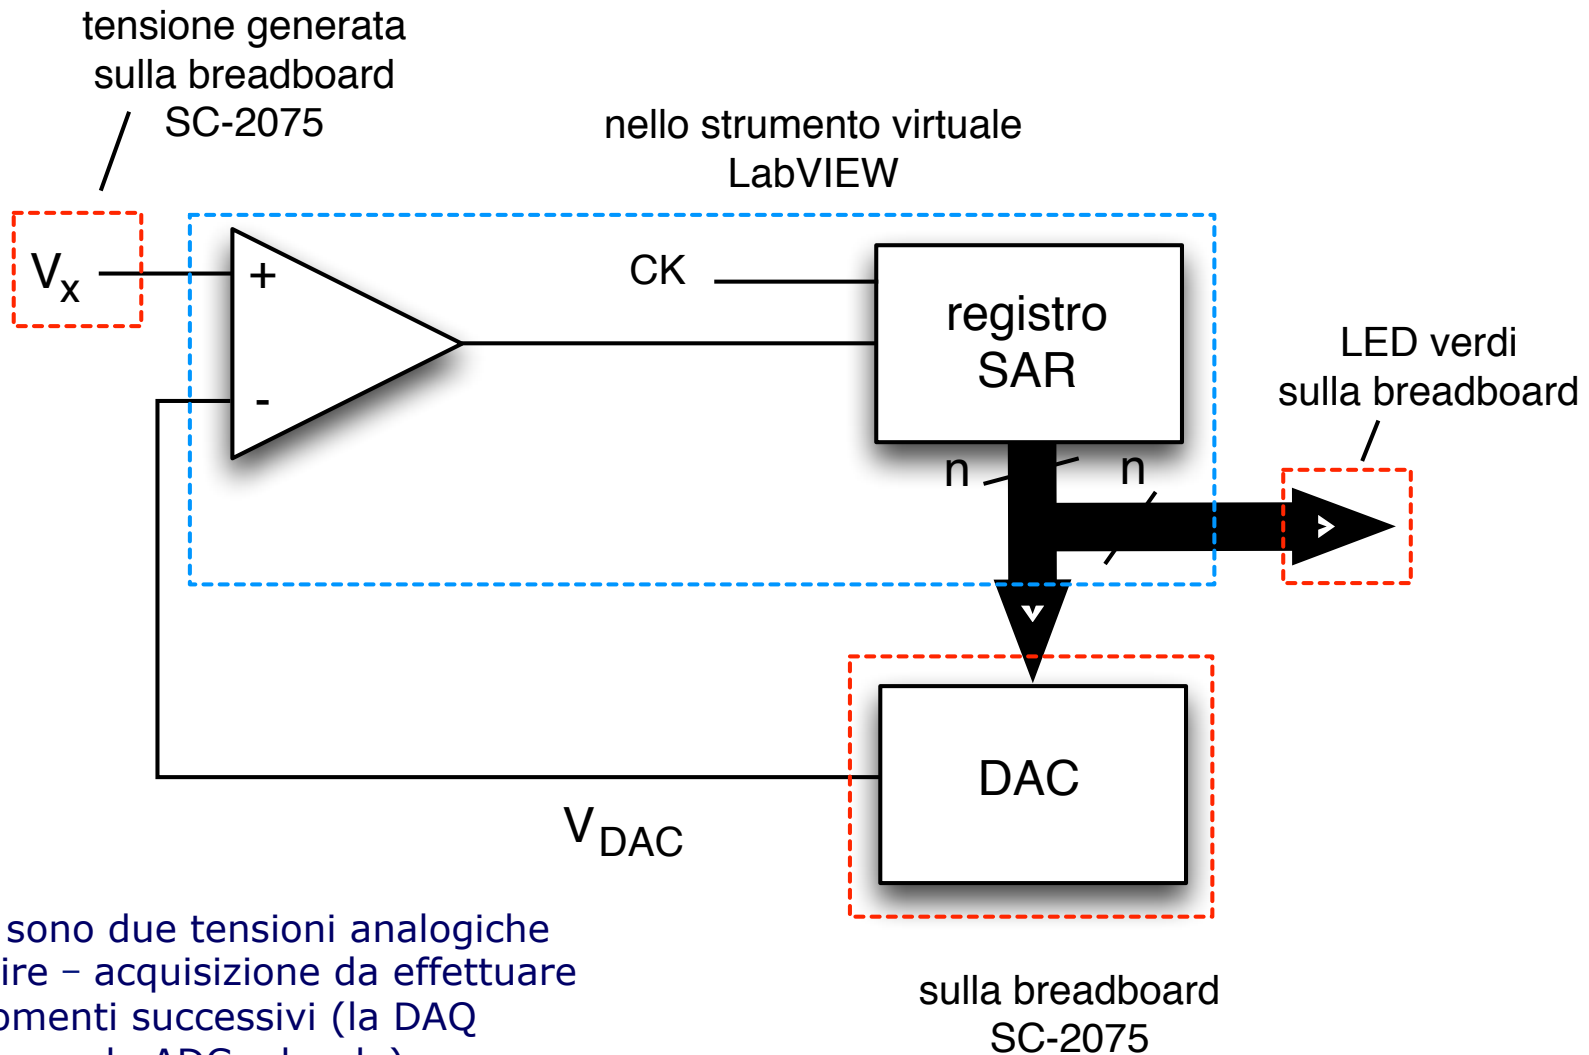 tensione generata
sulla breadboard
SC-2075
nello strumento virtuale
LabVIEW
Vx
+
-
CK
registro
SAR
LED verdi
sulla breadboard
n
n
DAC
VDAC
sulla breadboard
SC-2075
sono due tensioni analogiche
ire – acquisizione da effettuare
omenti successivi (la DAQ